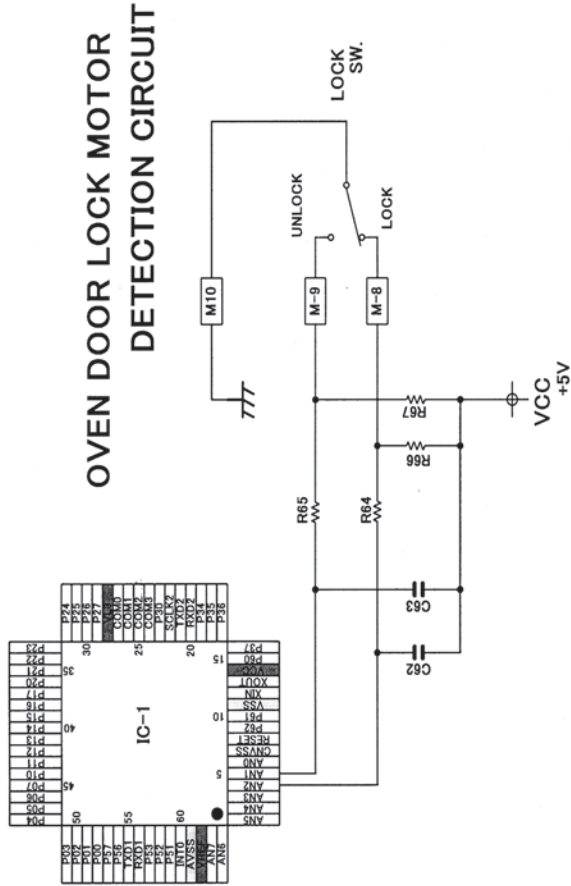 OVEN DOOR LOCK MOTOR
DETECTION CIRCUIT
IC-1
P24
P25
P26
P27
COM0
COM1
COM2
COM3
P30
SCLK2
TXD2
RXD2
P34
P35
P36
30
25
20
P23
P22
P21
P20
P17
P16
P15
P14
P13
P12
P11
P10
P07
P06
P05
P04
35
40
45
P37
P60
VCC
XOUT
XIN
VSS
P61
P62
RESET
CNVSS
AN0
AN1
AN2
AN3
AN4
AN5
15
10
5
P03
P02
P01
P00
P57
P56
TXD1
RXD1
P53
P52
P51
INT0
AVSS
VREF
AN7
AN6
50
55
60
R65
R64
C63
C62
R67
R66
VCC
+5V
M10
M-9
M-8
UNLOCK
LOCK
LOCK
SW.